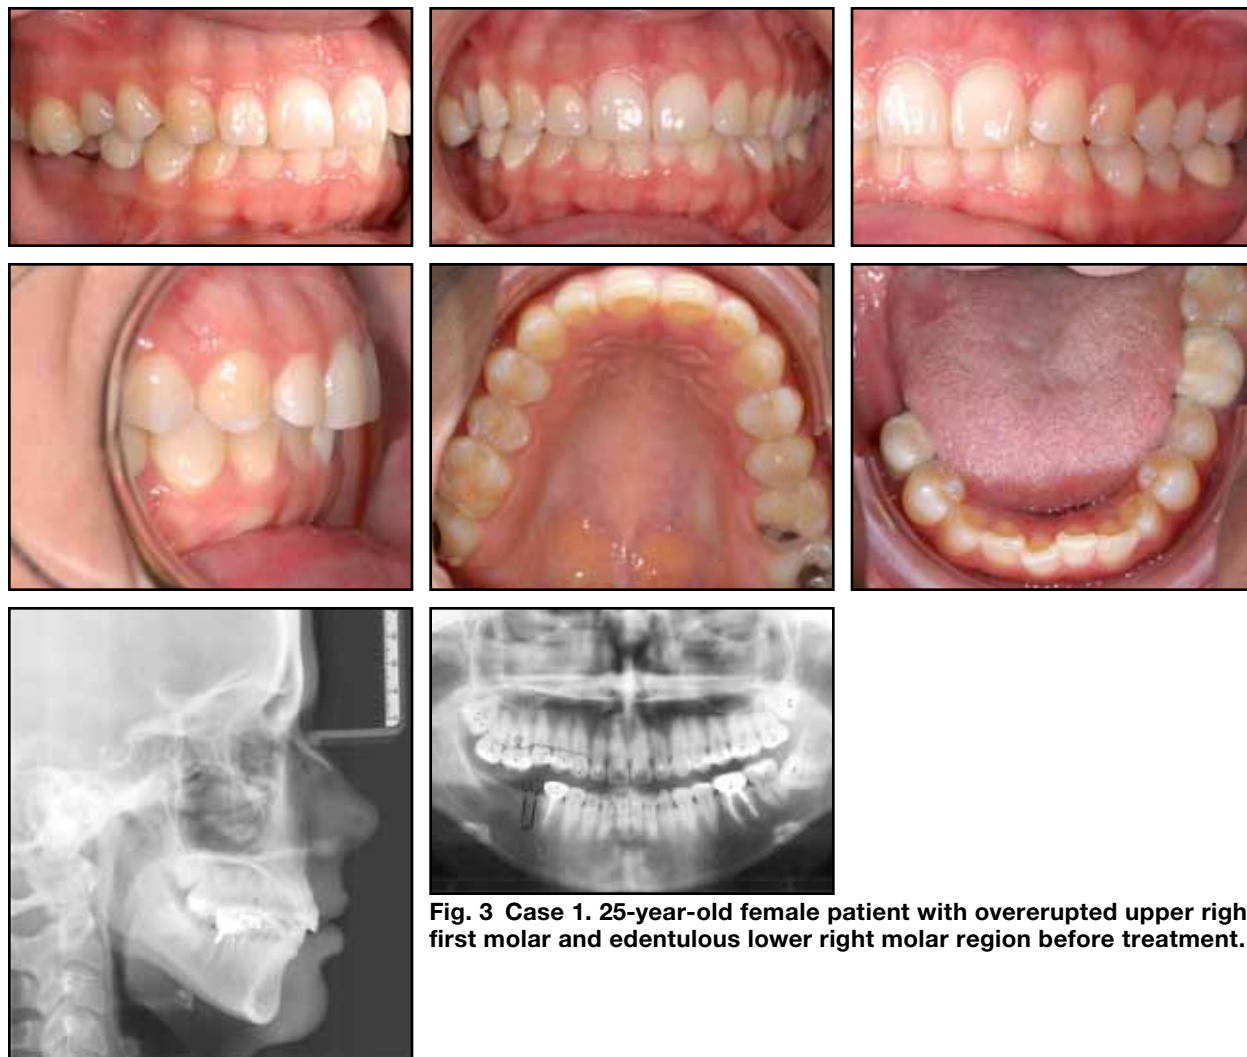 Fig. 3 Case 1. 25-year-old female patient with overerupted upper righ
first molar and edentulous lower right molar region before treatment.